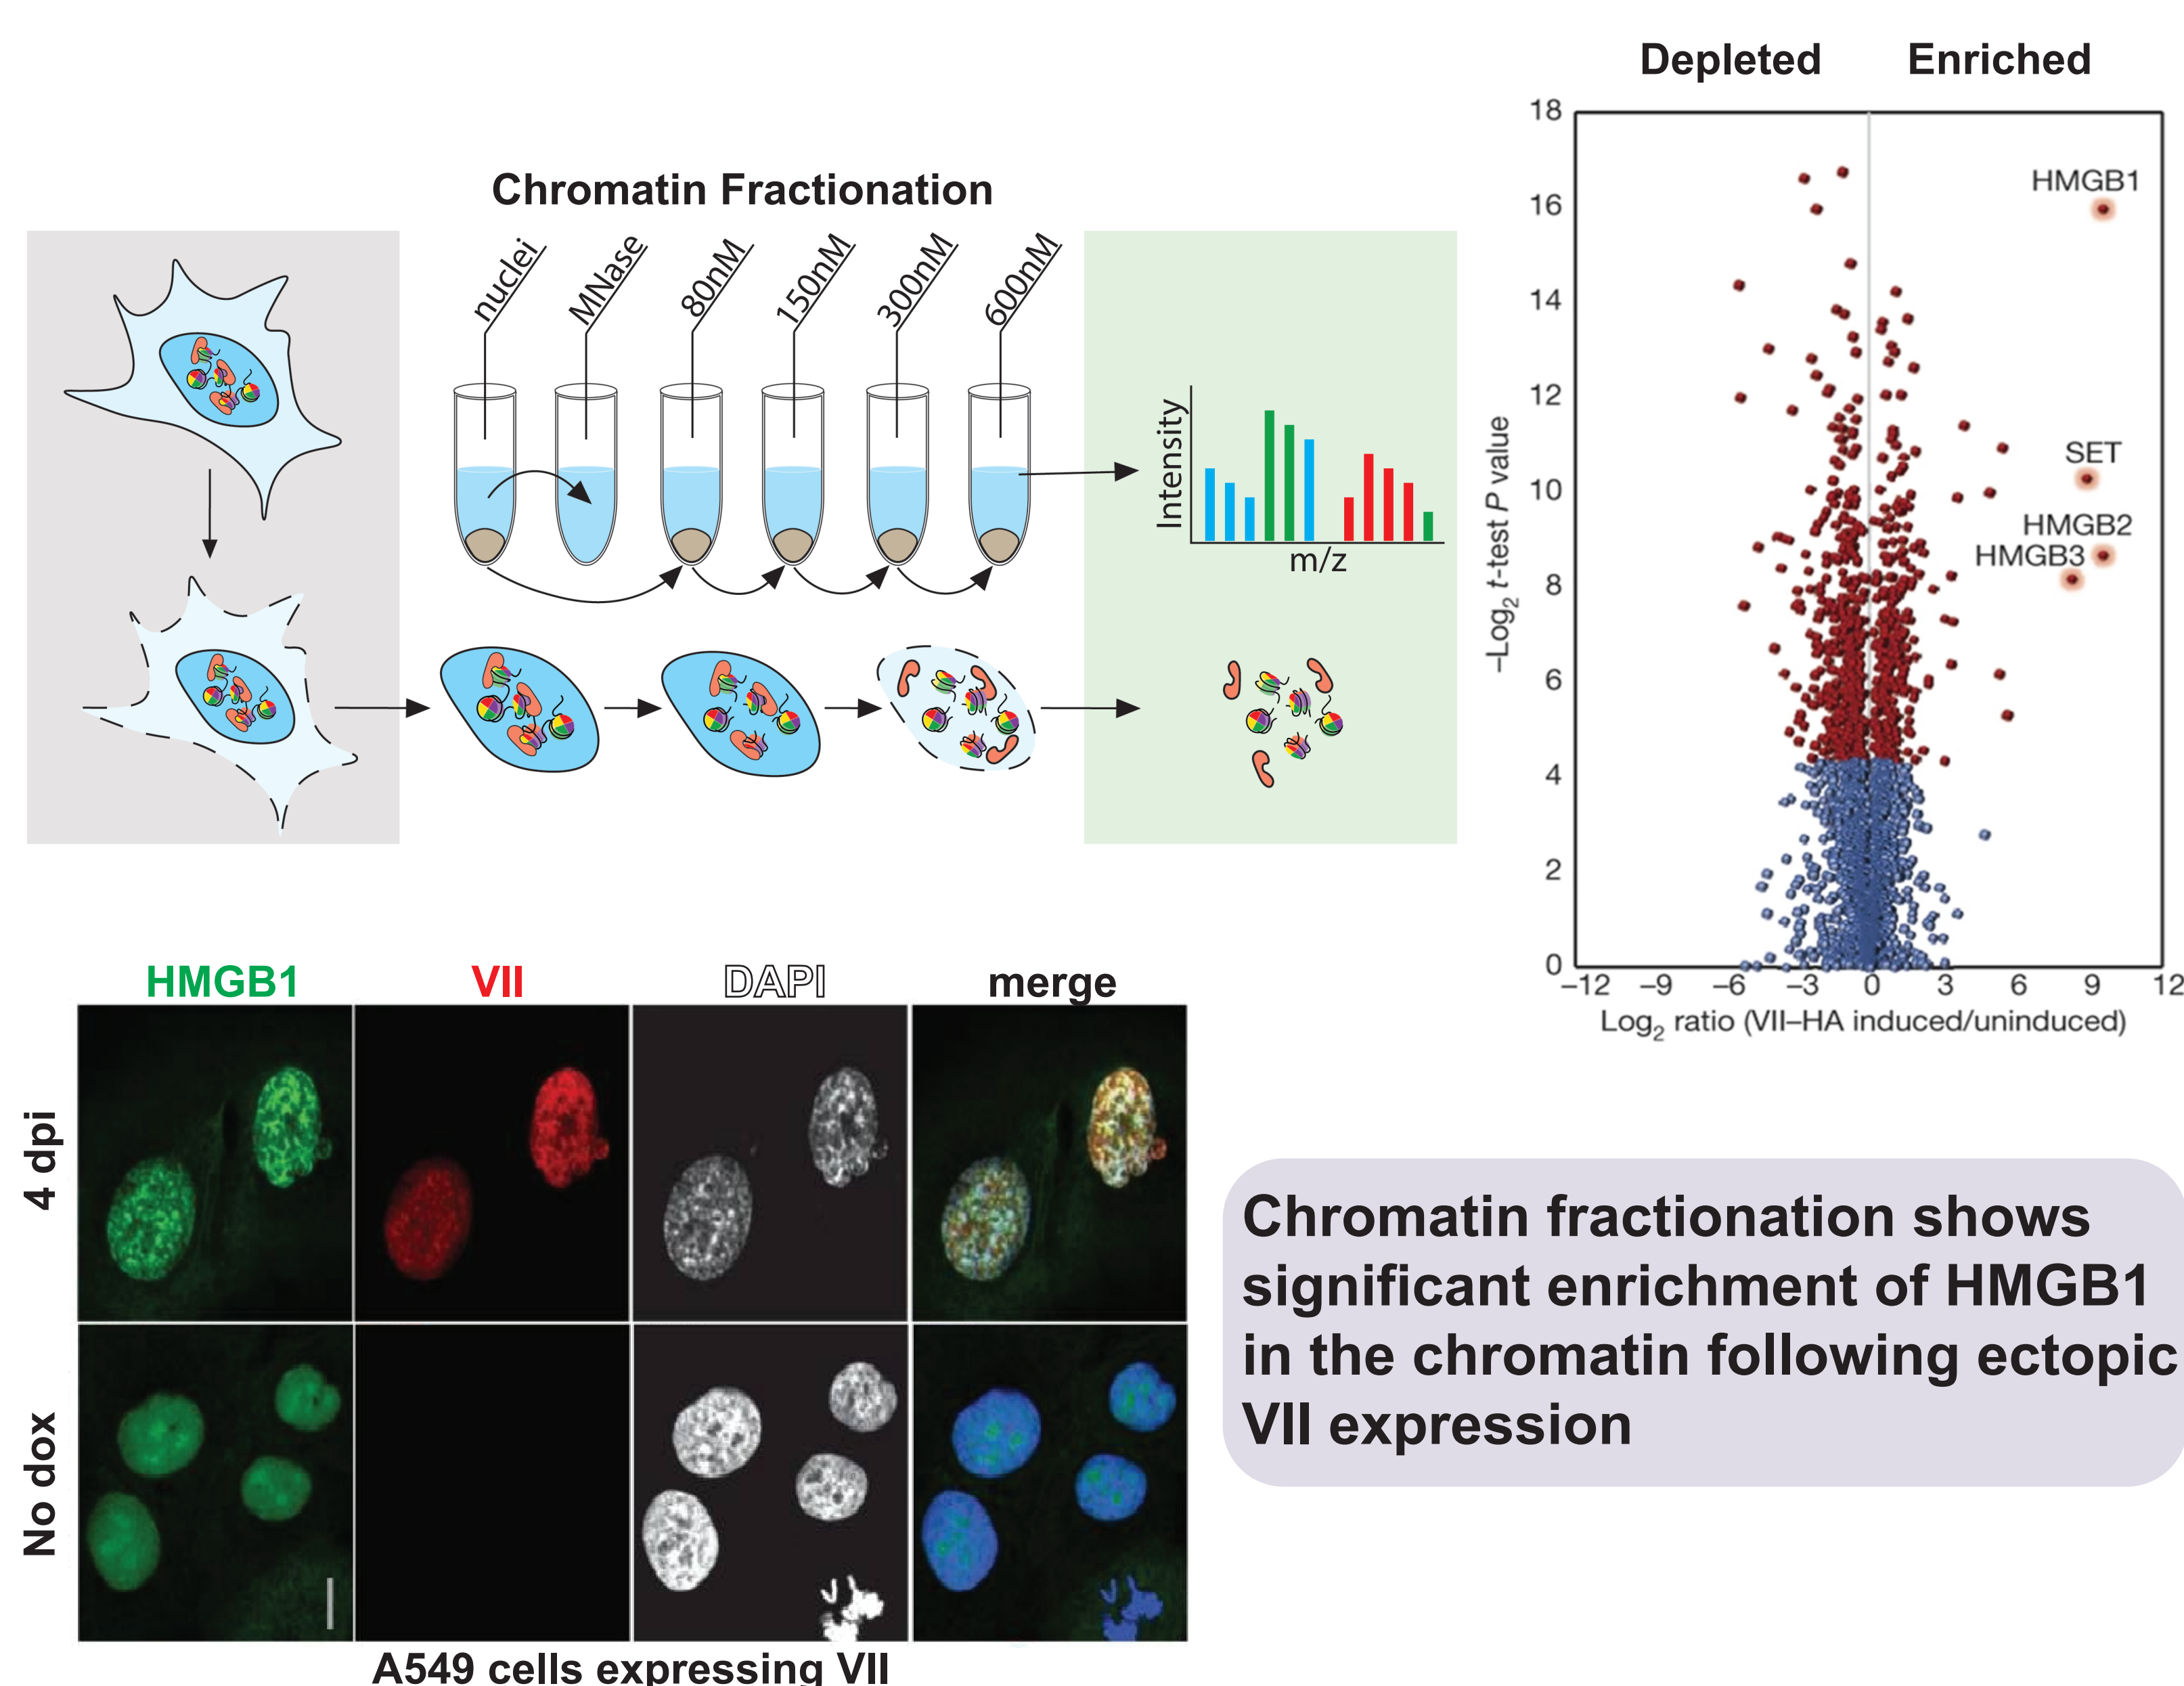 Chromatin Fractionation
nuclei
MNase
80nM
150nM
300nM
600nM
Intensity
m/z
Depleted Enriched
18
16
14
12
10
8
6
4
2
0
–Log2 t-test P value
HMGB1
SET
HMGB2
HMGB3
–12 –9 –6 –3 0 3 6 9 12
Log2 ratio (VII–HA induced/uninduced)
HMGB1 VII DAPI merge
4 dpi
No dox
A549 cells expressing VII
Chromatin fractionation shows
significant enrichment of HMGB1
in the chromatin following ectopic
VII expression